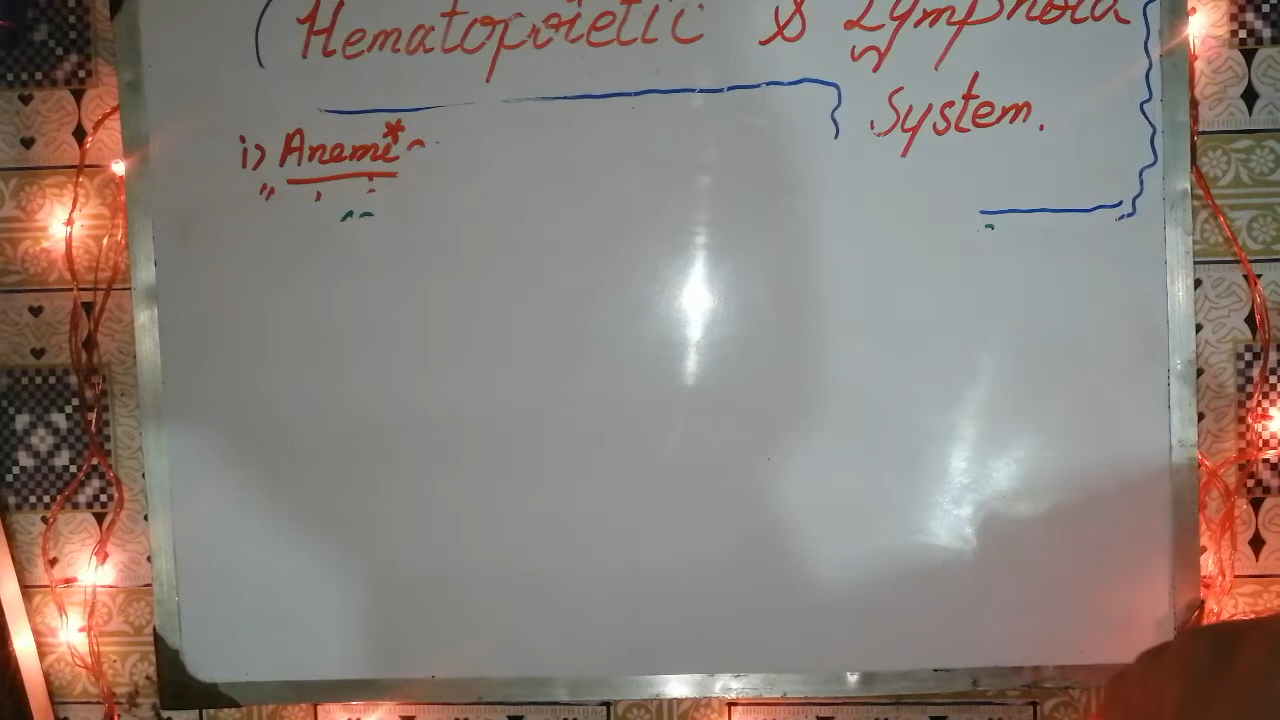 (Hematopoietic & Lymphoid
System.
i) Anemi*